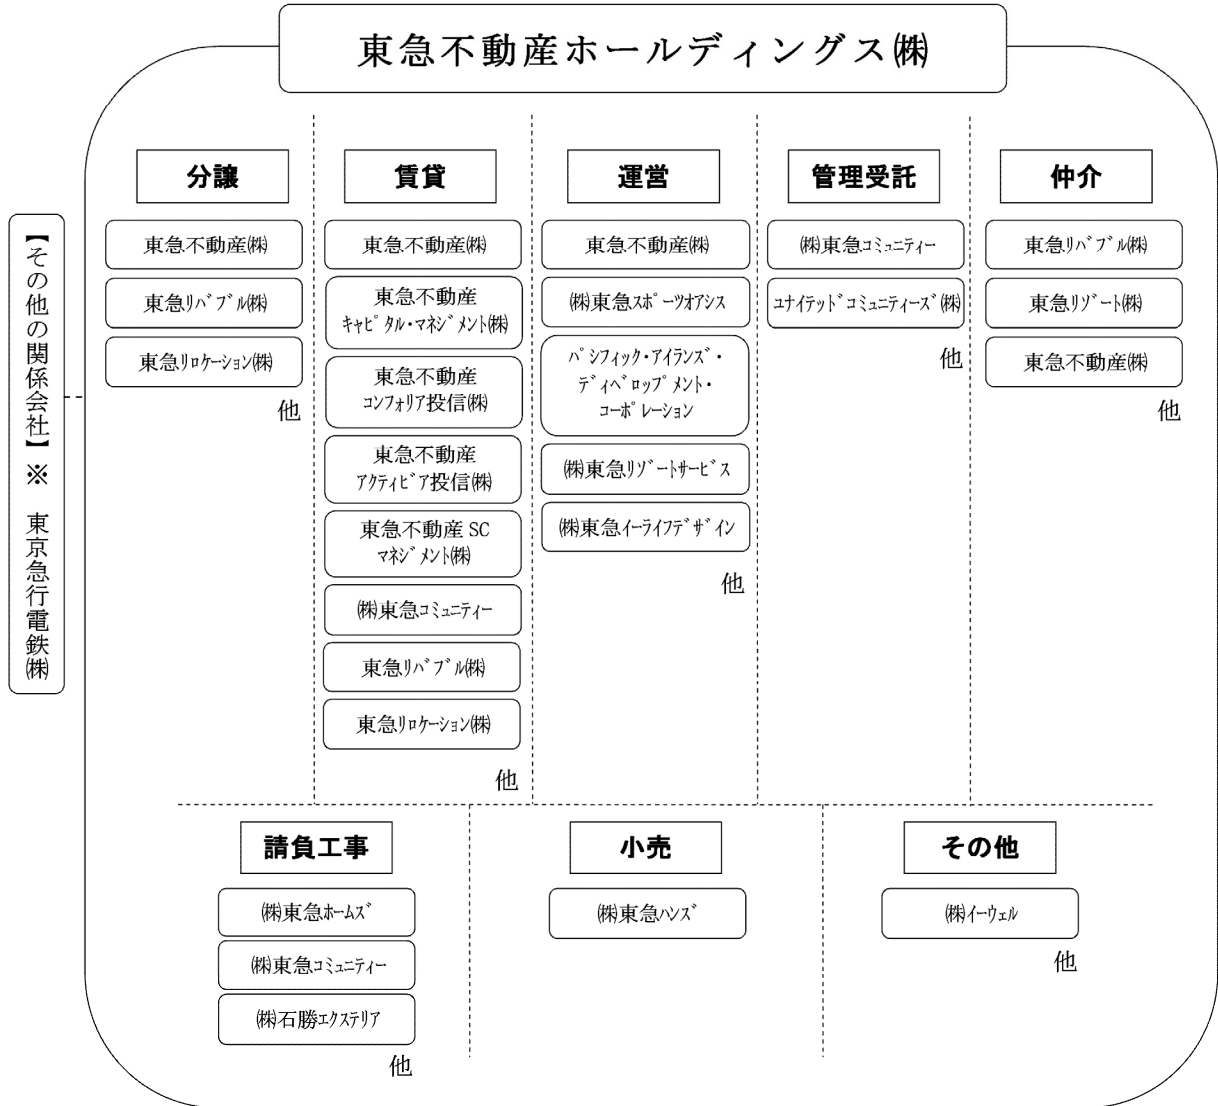 東急不動産ホールディングス㈱
【その他の関係会社】※　東京急行電鉄㈱
分譲
東急不動産㈱
東急ﾘﾊﾞﾌﾞﾙ㈱
東急ﾘﾛｹｰｼｮﾝ㈱
他
賃貸
東急不動産㈱
東急不動産
ｷｬﾋﾟﾀﾙ･ﾏﾈｼﾞﾒﾝﾄ㈱
東急不動産
ｺﾝﾌｫﾘｱ投信㈱
東急不動産
ｱｸﾃｨﾋﾞｱ投信㈱
東急不動産 SC
ﾏﾈｼﾞﾒﾝﾄ㈱
㈱東急ｺﾐｭﾆﾃｨｰ
東急ﾘﾊﾞﾌﾞﾙ㈱
東急ﾘﾛｹｰｼｮﾝ㈱
他
運営
東急不動産㈱
㈱東急ｽﾎﾟｰﾂｵｱｼｽ
ﾊﾟｼﾌｨｯｸ･ｱｲﾗﾝｽﾞ･
ﾃﾞｨﾍﾞﾛｯﾌﾟﾒﾝﾄ･
ｺｰﾎﾟﾚｰｼｮﾝ
㈱東急ﾘｿﾞｰﾄｻｰﾋﾞｽ
㈱東急ｲｰﾗｲﾌﾃﾞｻﾞｲﾝ
他
管理受託
㈱東急ｺﾐｭﾆﾃｨｰ
ﾕﾅｲﾃｯﾄﾞｺﾐｭﾆﾃｨｰｽﾞ㈱
他
仲介
東急ﾘﾊﾞﾌﾞﾙ㈱
東急ﾘｿﾞｰﾄ㈱
東急不動産㈱
他
請負工事
㈱東急ﾎｰﾑｽﾞ
㈱東急ｺﾐｭﾆﾃｨｰ
㈱石勝ｴｸｽﾃﾘｱ
他
小売
㈱東急ﾊﾝｽﾞ
その他
㈱ｲｰｳｪﾙ
他